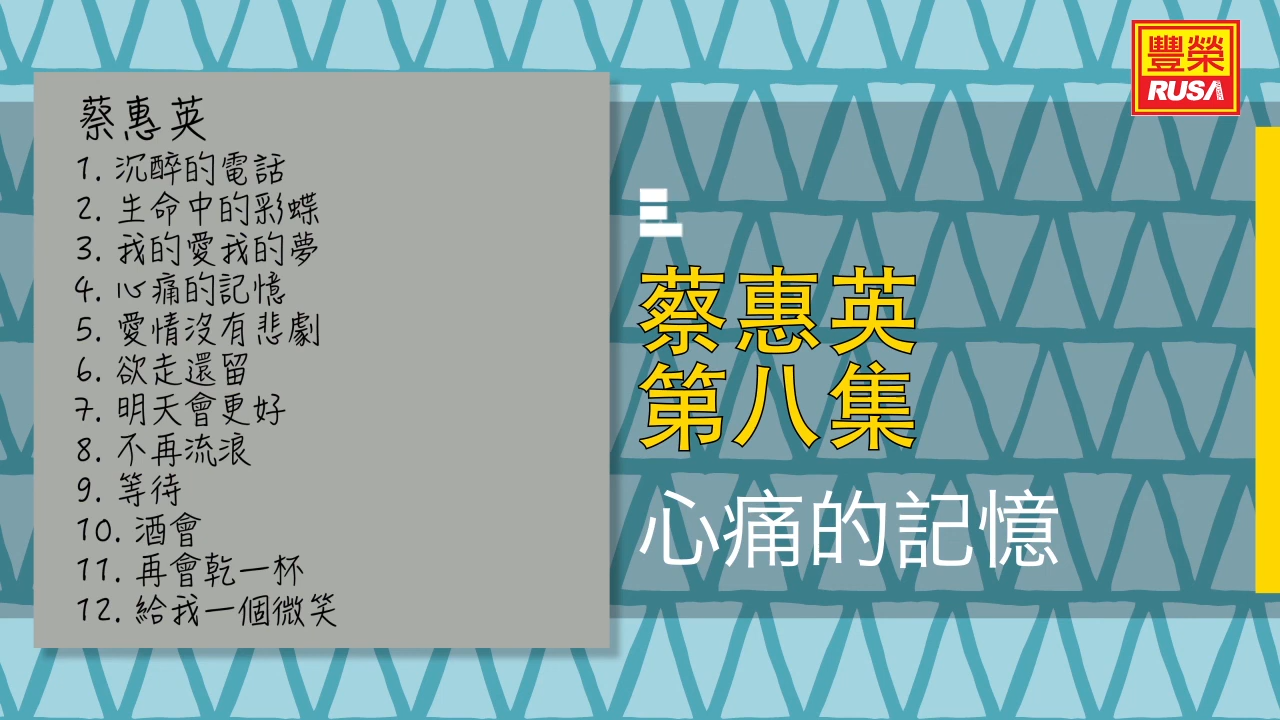 豐榮
RUSA
蔡惠英
1. 沉醉的電話
2. 生命中的彩蝶
3. 我的愛我的夢
4. 心痛的記憶
5. 愛情沒有悲劇
6. 欲走還留
7. 明天會更好
8. 不再流浪
9. 等待
10. 酒會
11. 再會乾一杯
12. 給我一個微笑
蔡惠英
第八集
心痛的記憶